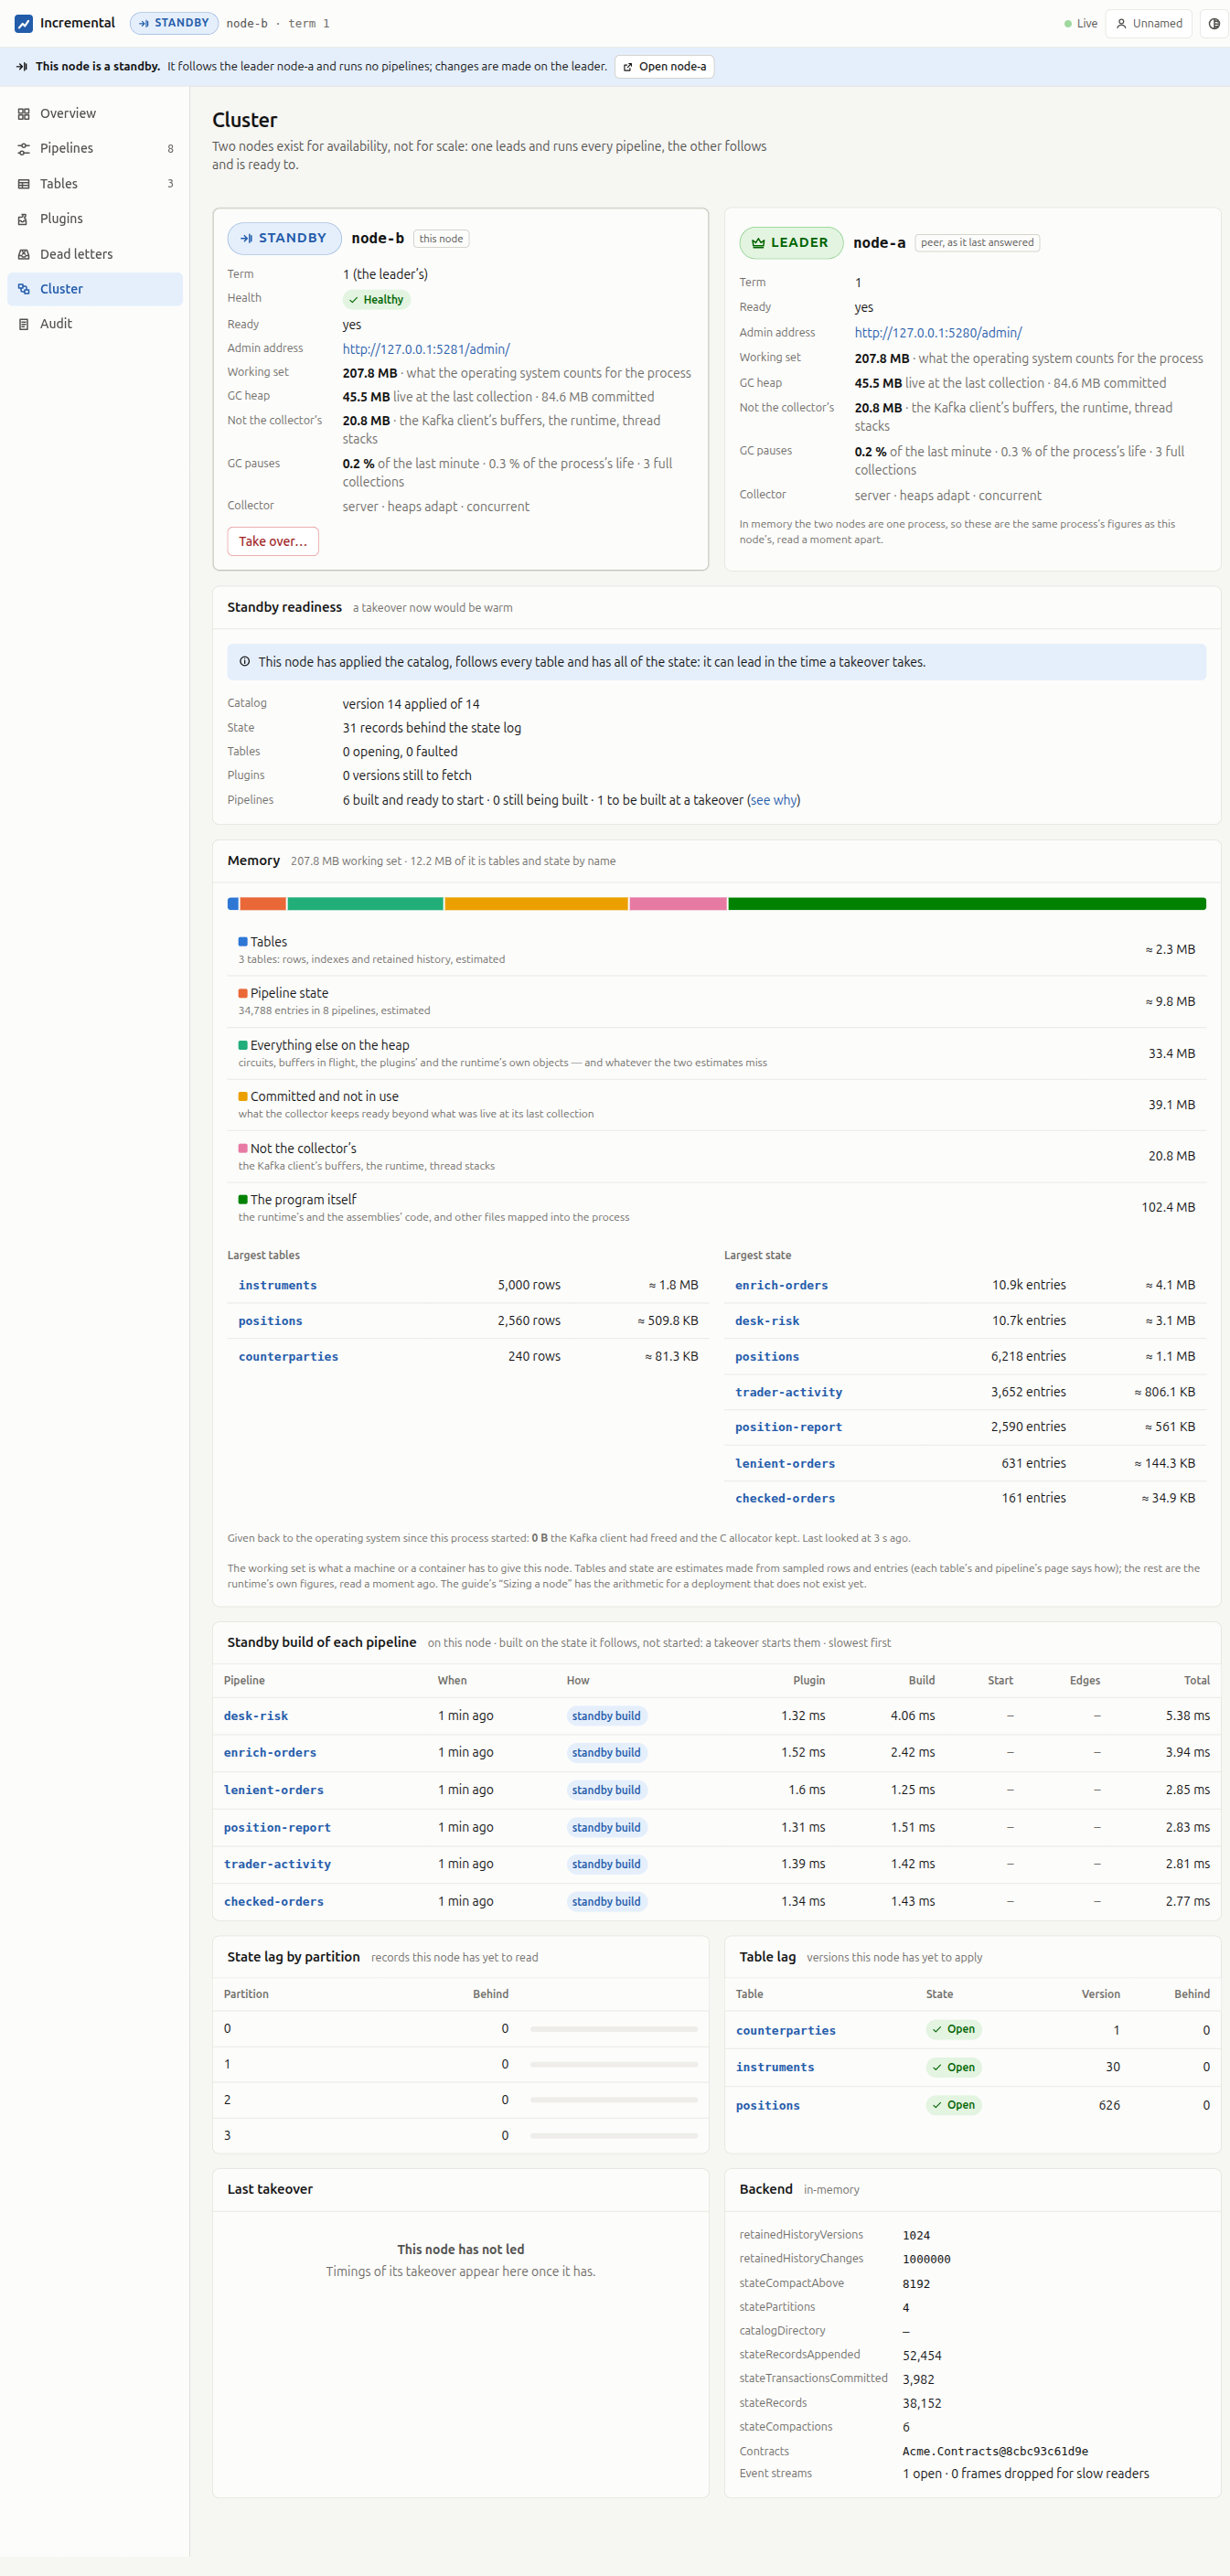 Incremental
STANDBY
node-b · term 1
Live
Unnamed
This node is a standby. It follows the leader node-a and runs no pipelines; changes are made on the leader.
Open node-a
Overview
Pipelines 8
Tables 3
Plugins
Dead letters
Cluster
Audit
Cluster
Two nodes exist for availability, not for scale: one leads and runs every pipeline, the other follows
and is ready to.
STANDBY node-b this node
Term 1 (the leader’s)
Health Healthy
Ready yes
Admin address http://127.0.0.1:5281/admin/
Working set 207.8 MB · what the operating system counts for the process
GC heap 45.5 MB live at the last collection · 84.6 MB committed
Not the collector’s 20.8 MB · the Kafka client’s buffers, the runtime, thread
stacks
GC pauses 0.2 % of the last minute · 0.3 % of the process’s life · 3 full
collections
Collector server · heaps adapt · concurrent
Take over…
LEADER node-a peer, as it last answered
Term 1
Ready yes
Admin address http://127.0.0.1:5280/admin/
Working set 207.8 MB · what the operating system counts for the process
GC heap 45.5 MB live at the last collection · 84.6 MB committed
Not the collector’s 20.8 MB · the Kafka client’s buffers, the runtime, thread
stacks
GC pauses 0.2 % of the last minute · 0.3 % of the process’s life · 3 full
collections
Collector server · heaps adapt · concurrent
In memory the two nodes are one process, so these are the same process’s figures as this
node’s, read a moment apart.
Standby readiness a takeover now would be warm
This node has applied the catalog, follows every table and has all of the state: it can lead in the time a takeover takes.
Catalog version 14 applied of 14
State 31 records behind the state log
Tables 0 opening, 0 faulted
Plugins 0 versions still to fetch
Pipelines 6 built and ready to start · 0 still being built · 1 to be built at a takeover (see why)
Memory 207.8 MB working set · 12.2 MB of it is tables and state by name
Tables ≈ 2.3 MB
3 tables: rows, indexes and retained history, estimated
Pipeline state ≈ 9.8 MB
34,788 entries in 8 pipelines, estimated
Everything else on the heap 33.4 MB
circuits, buffers in flight, the plugins’ and the runtime’s own objects — and whatever the two estimates miss
Committed and not in use 39.1 MB
what the collector keeps ready beyond what was live at its last collection
Not the collector’s 20.8 MB
the Kafka client’s buffers, the runtime, thread stacks
The program itself 102.4 MB
the runtime’s and the assemblies’ code, and other files mapped into the process
Largest tables
instruments 5,000 rows ≈ 1.8 MB
positions 2,560 rows ≈ 509.8 KB
counterparties 240 rows ≈ 81.3 KB
Largest state
enrich-orders 10.9k entries ≈ 4.1 MB
desk-risk 10.7k entries ≈ 3.1 MB
positions 6,218 entries ≈ 1.1 MB
trader-activity 3,652 entries ≈ 806.1 KB
position-report 2,590 entries ≈ 561 KB
lenient-orders 631 entries ≈ 144.3 KB
checked-orders 161 entries ≈ 34.9 KB
Given back to the operating system since this process started: 0 B the Kafka client had freed and the C allocator kept. Last looked at 3 s ago.
The working set is what a machine or a container has to give this node. Tables and state are estimates made from sampled rows and entries (each table’s and pipeline’s page says how); the rest are the
runtime’s own figures, read a moment ago. The guide’s “Sizing a node” has the arithmetic for a deployment that does not exist yet.
Standby build of each pipeline on this node · built on the state it follows, not started: a takeover starts them · slowest first
Pipeline When How Plugin Build Start Edges Total
desk-risk 1 min ago standby build 1.32 ms 4.06 ms – – 5.38 ms
enrich-orders 1 min ago standby build 1.52 ms 2.42 ms – – 3.94 ms
lenient-orders 1 min ago standby build 1.6 ms 1.25 ms – – 2.85 ms
position-report 1 min ago standby build 1.31 ms 1.51 ms – – 2.83 ms
trader-activity 1 min ago standby build 1.39 ms 1.42 ms – – 2.81 ms
checked-orders 1 min ago standby build 1.34 ms 1.43 ms – – 2.77 ms
State lag by partition records this node has yet to read
Partition Behind
0 0
1 0
2 0
3 0
Table lag versions this node has yet to apply
Table State Version Behind
counterparties Open 1 0
instruments Open 30 0
positions Open 626 0
Last takeover
This node has not led
Timings of its takeover appear here once it has.
Backend in-memory
retainedHistoryVersions 1024
retainedHistoryChanges 1000000
stateCompactAbove 8192
statePartitions 4
catalogDirectory –
stateRecordsAppended 52,454
stateTransactionsCommitted 3,982
stateRecords 38,152
stateCompactions 6
Contracts Acme.Contracts@8cbc93c61d9e
Event streams 1 open · 0 frames dropped for slow readers